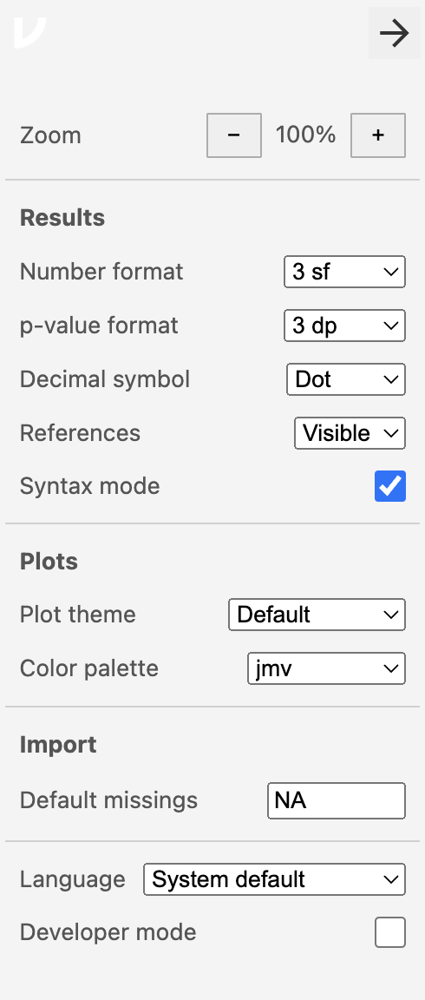 Zoom − 100% +
Results
Number format 3 sf
p-value format 3 dp
Decimal symbol Dot
References Visible
Syntax mode
Plots
Plot theme Default
Color palette jmv
Import
Default missings NA
Language System default
Developer mode